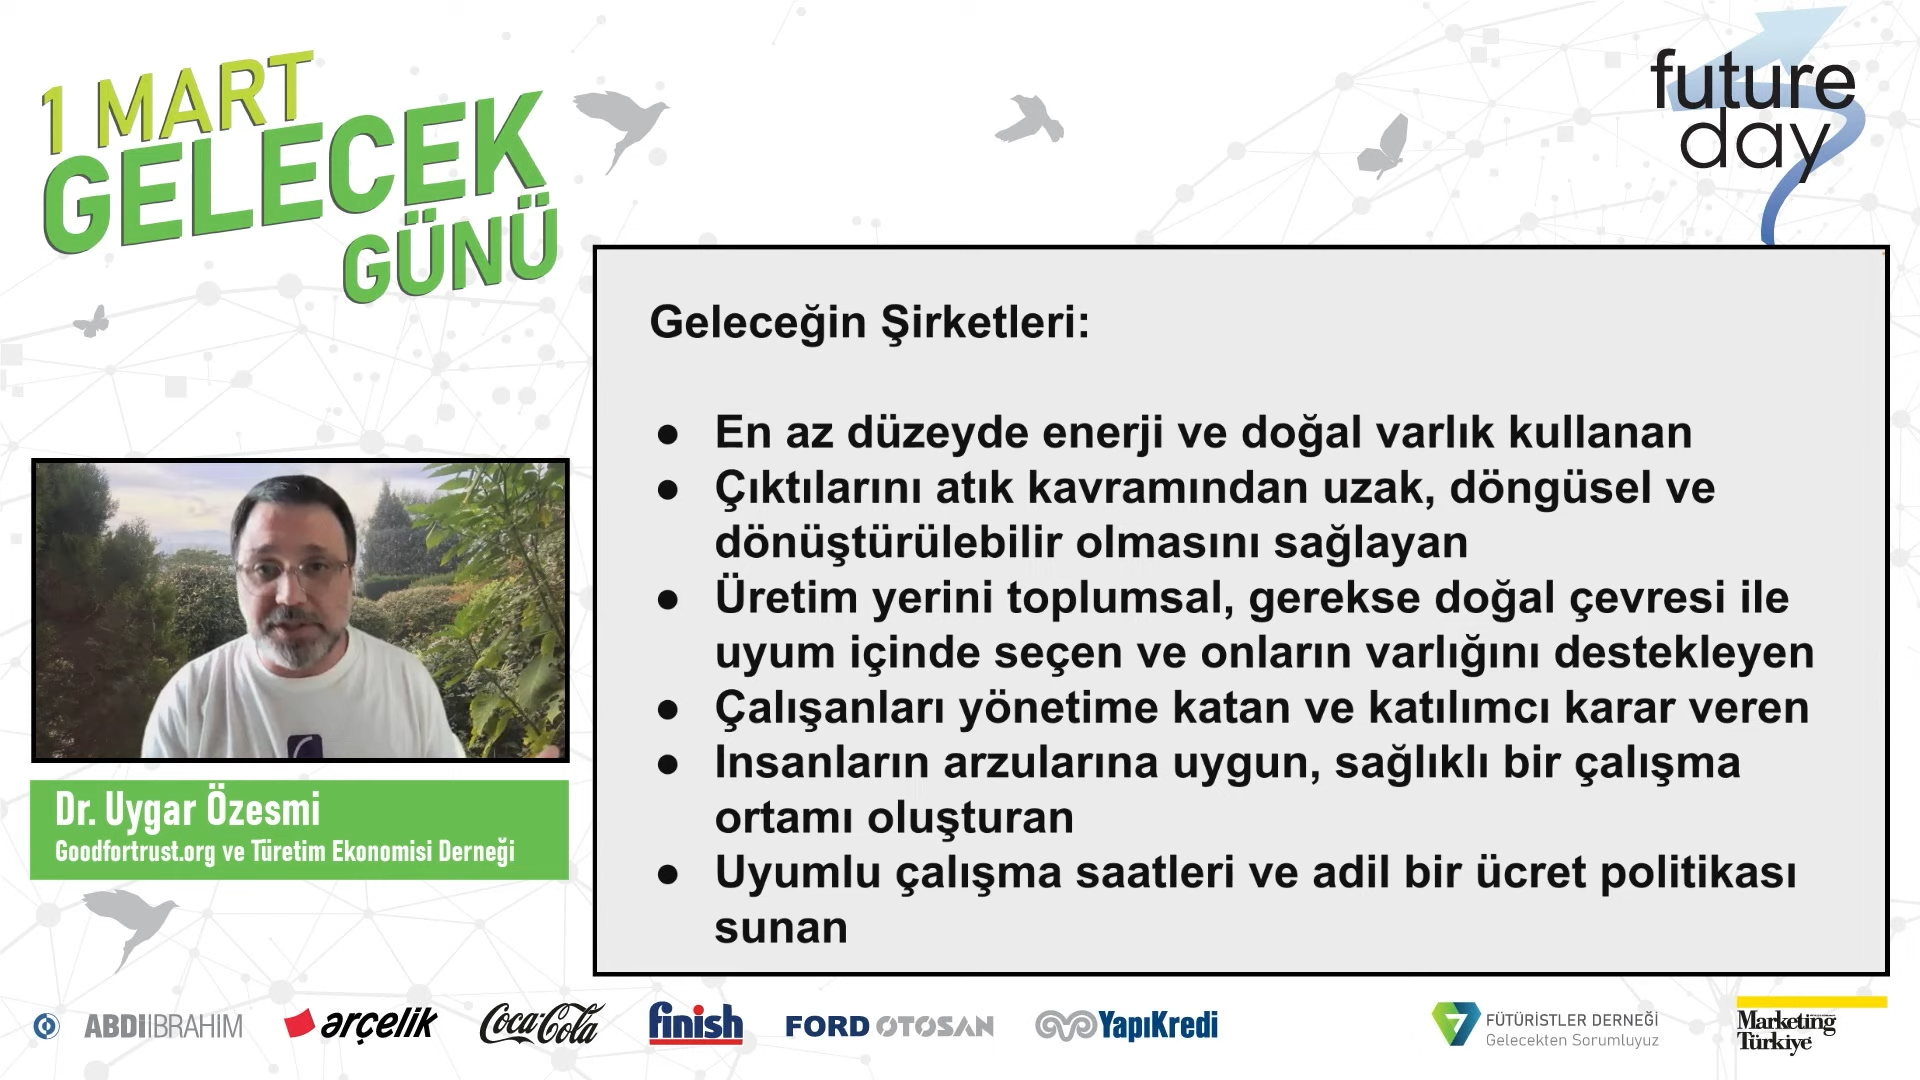 1 MART
GELECEK
GÜNÜ
future
day
Geleceğin Şirketleri:
● En az düzeyde enerji ve doğal varlık kullanan
● Çıktılarını atık kavramından uzak, döngüsel ve
dönüştürülebilir olmasını sağlayan
● Üretim yerini toplumsal, gerekse doğal çevresi ile
uyum içinde seçen ve onların varlığını destekleyen
● Çalışanları yönetime katan ve katılımcı karar veren
● Insanların arzularına uygun, sağlıklı bir çalışma
ortamı oluşturan
● Uyumlu çalışma saatleri ve adil bir ücret politikası
sunan
Dr. Uygar Özesmi
Goodfortrust.org ve Türetim Ekonomisi Derneği
ABDİİBRAHİM
arçelik
Coca-Cola
finish
FORD OTOSAN
YapıKredi
FÜTÜRİSTLER DERNEĞİ
Gelecekten Sorumluyuz
Marketing
Türkiye